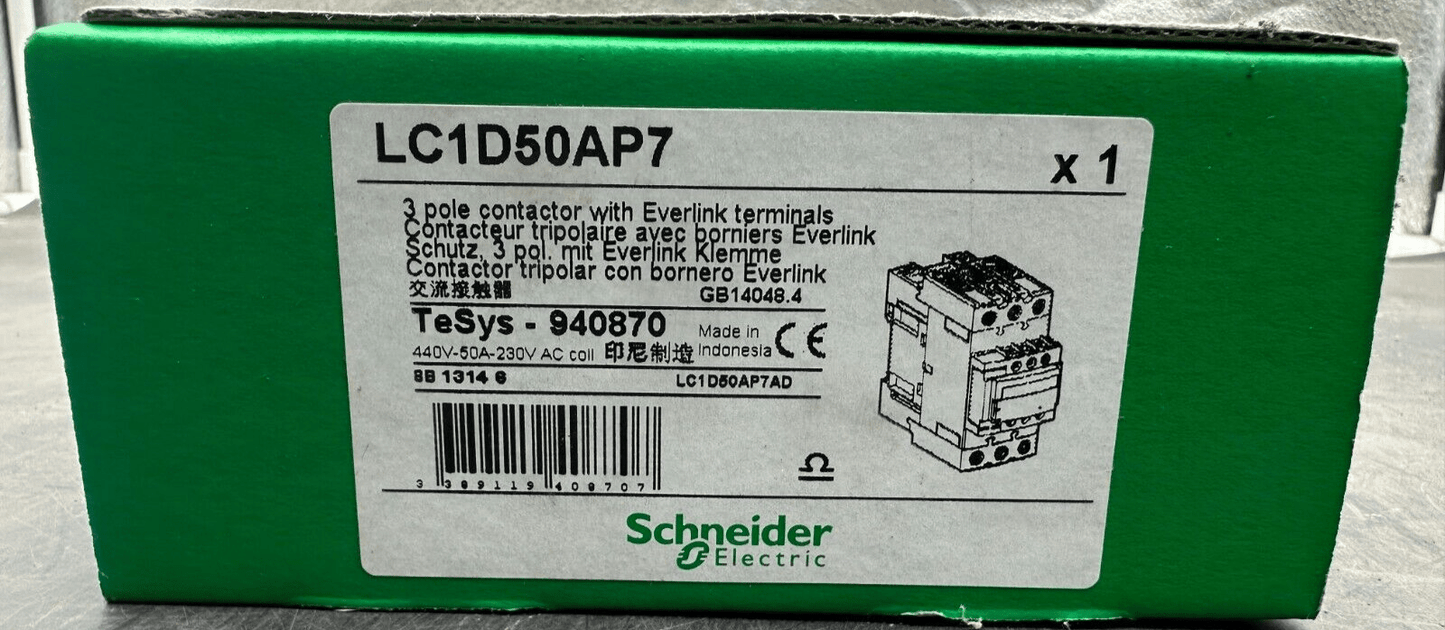 LC1D50AP7
x 1
3 pole contactor with Everlink terminals
Contacteur tripolaire avec borniers Everlink
Schutz, 3 pol. mit Everlink Klemme
Contactor tripolar con bornero Everlink
交流接触器 GB14048.4
TeSys - 940870
Made in
440V-50A-230V AC coil 印尼制造 Indonesia
CE
8B 1314 6 LC1D50AP7AD
3 389119 408707
Schneider
Electric